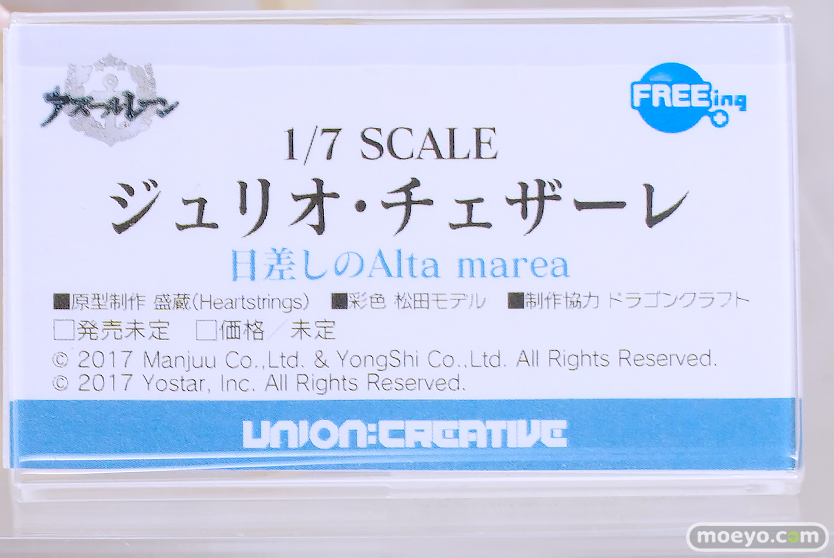 アズールレーン
FREEing
1/7 SCALE
ジュリオ・チェザーレ
日差しのAlta marea
■原型制作 盛蔵(Heartstrings) ■彩色 松田モデル ■制作協力 ドラゴンクラフト
□発売未定 □価格/未定
© 2017 Manjuu Co.,Ltd. & YongShi Co.,Ltd. All Rights Reserved.
© 2017 Yostar, Inc. All Rights Reserved.
UNION:CREATIVE
moeyo.com